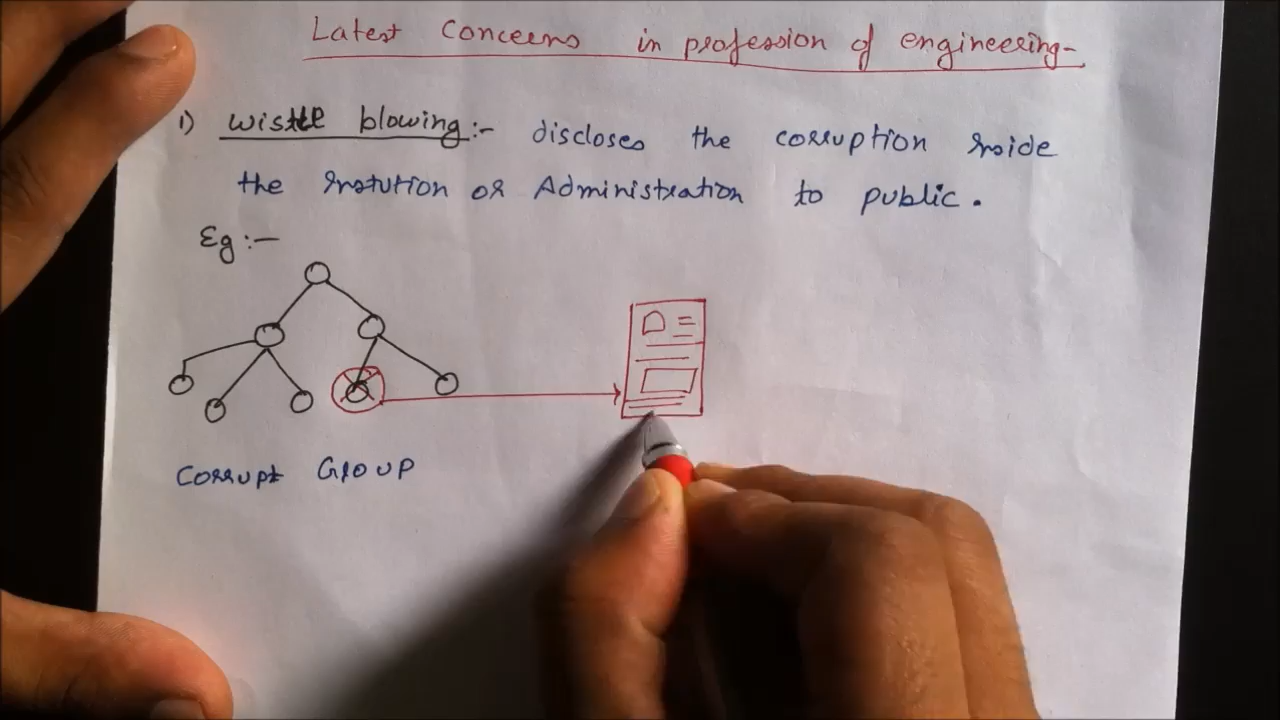 Latest Concerns in profession of engineering-
1) wistle blowing:- discloses the corruption inside
the instution or Administration to public.
Eg:-
Corrupt Group